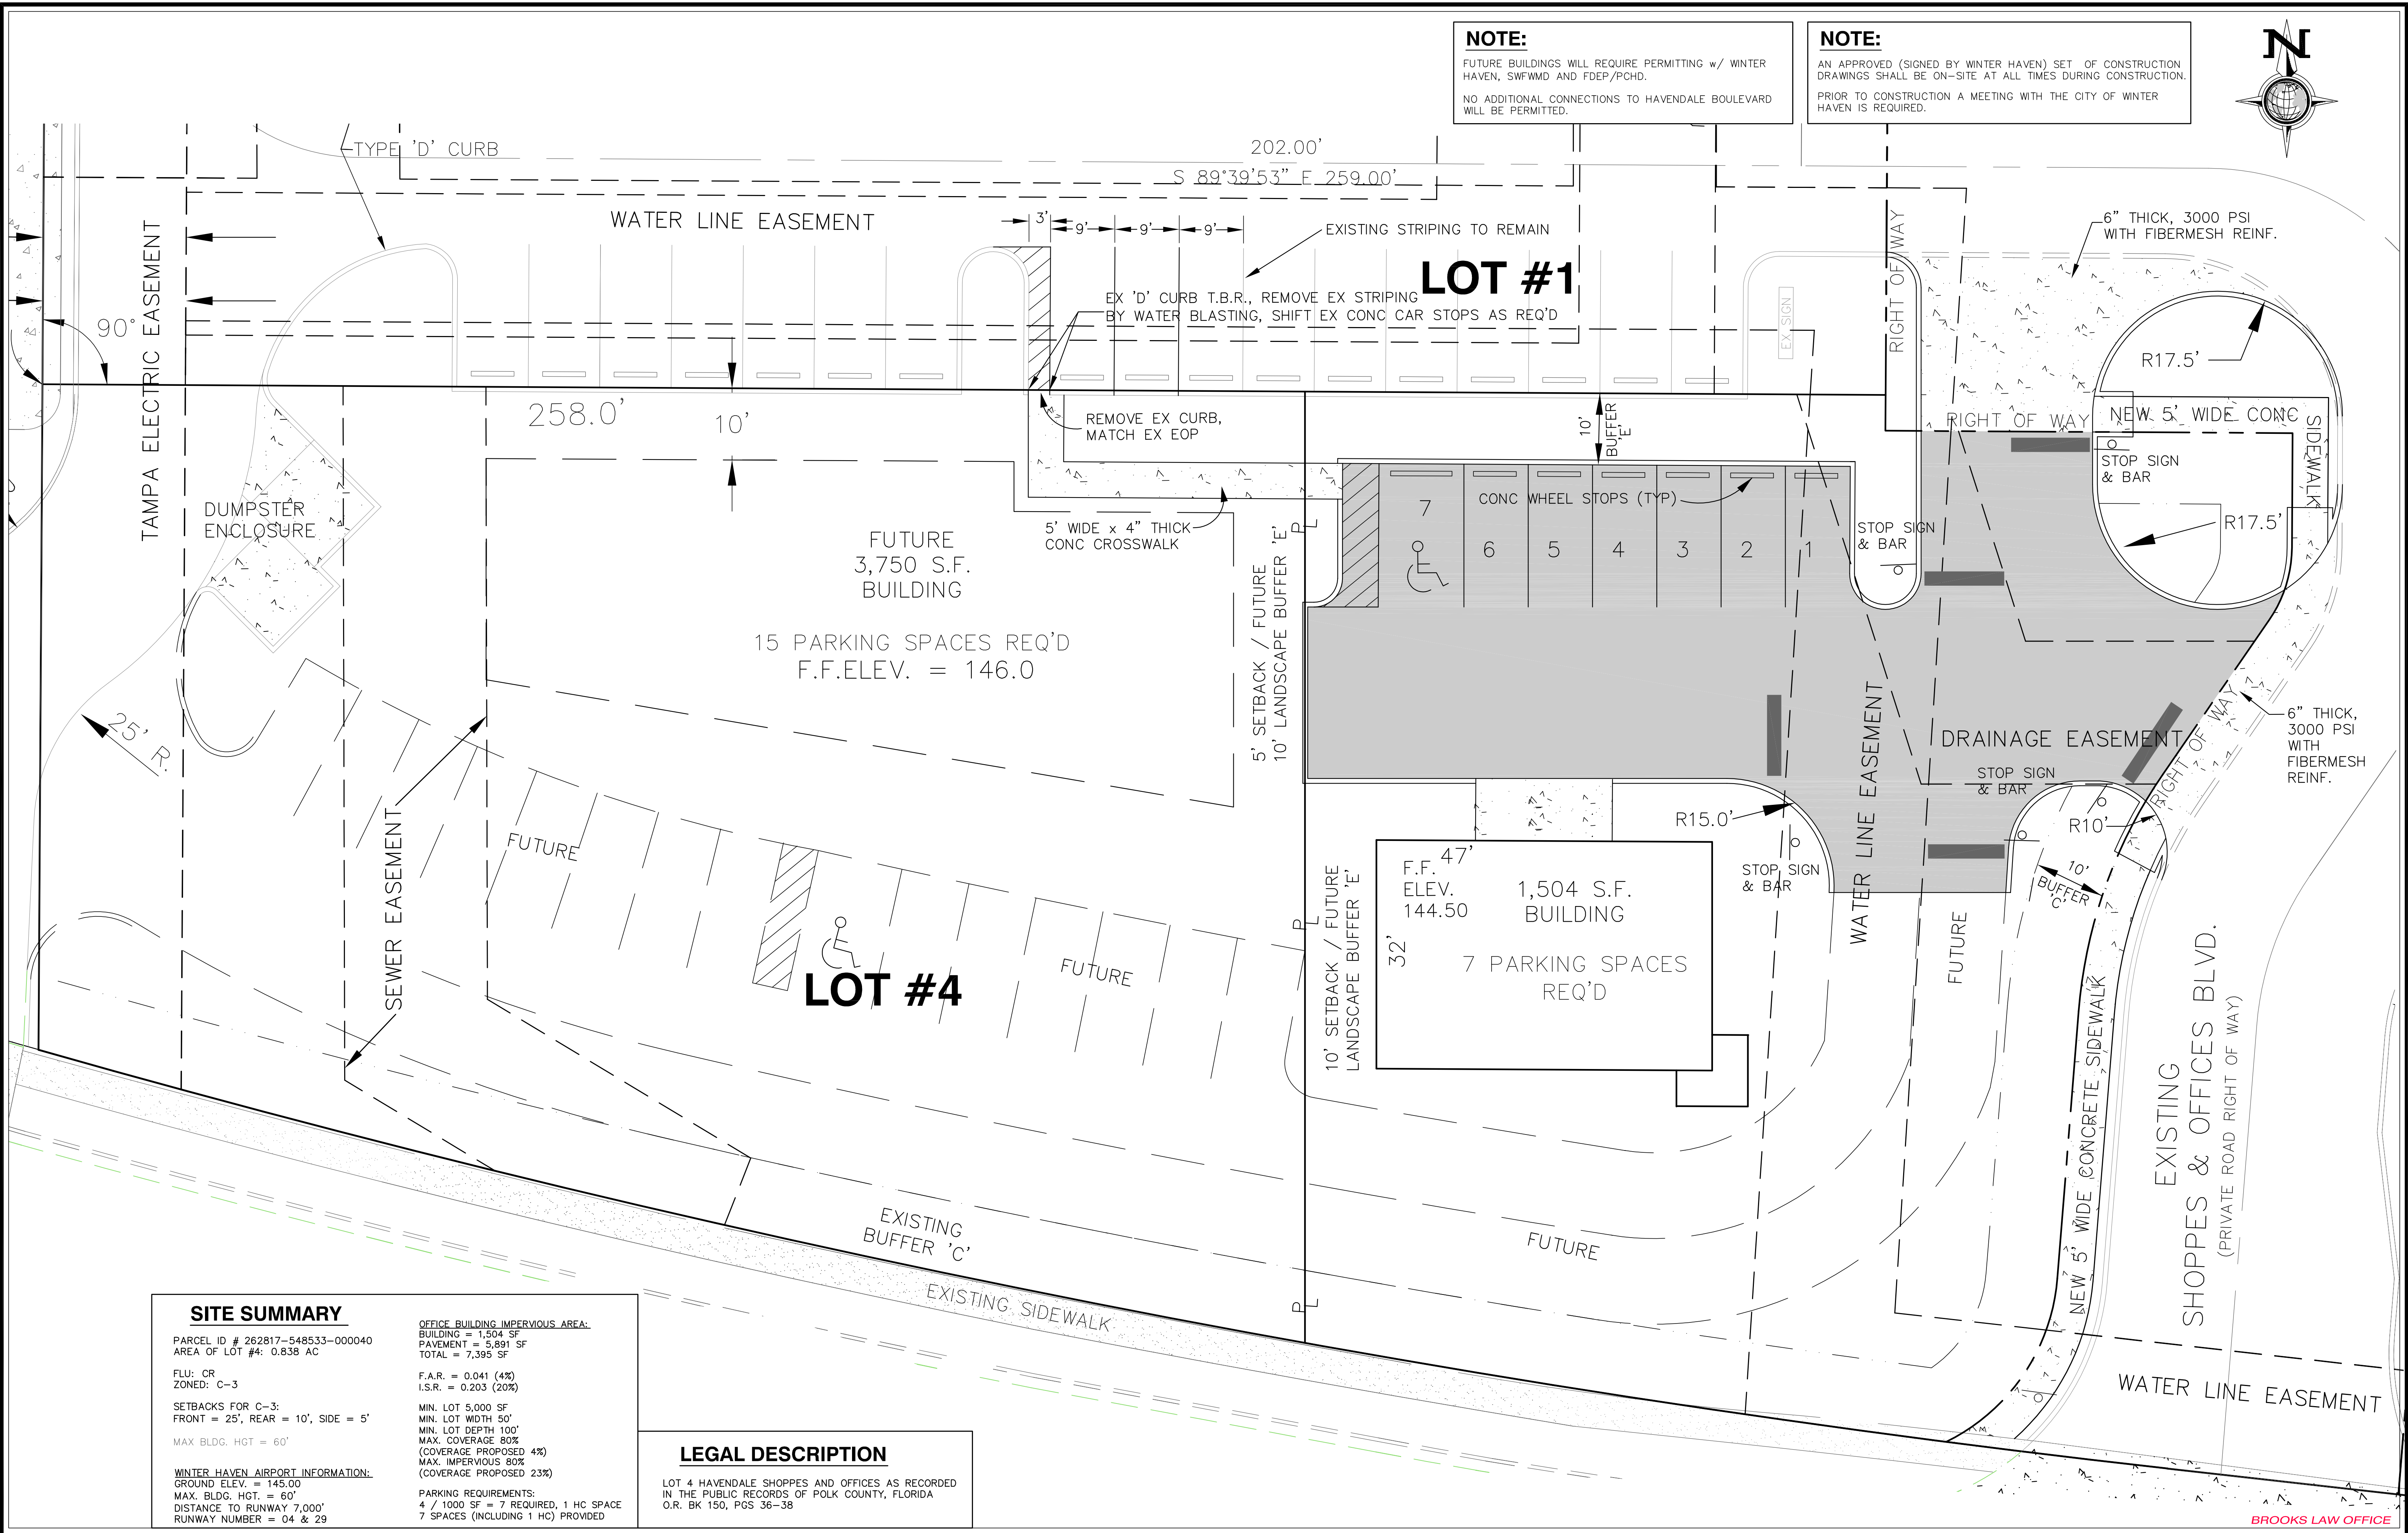 NOTE:
FUTURE BUILDINGS WILL REQUIRE PERMITTING w/ WINTER
HAVEN, SWFWMD AND FDEP/PCHD.
NO ADDITIONAL CONNECTIONS TO HAVENDALE BOULEVARD
WILL BE PERMITTED.
NOTE:
AN APPROVED (SIGNED BY WINTER HAVEN) SET OF CONSTRUCTION
DRAWINGS SHALL BE ON-SITE AT ALL TIMES DURING CONSTRUCTION.
PRIOR TO CONSTRUCTION A MEETING WITH THE CITY OF WINTER
HAVEN IS REQUIRED.
N
TYPE 'D' CURB
202.00'
S 89°39'53" E 259.00'
WATER LINE EASEMENT
3'
9'
9'
9'
EXISTING STRIPING TO REMAIN
LOT #1
EX 'D' CURB T.B.R., REMOVE EX STRIPING
BY WATER BLASTING, SHIFT EX CONC CAR STOPS AS REQ'D
EX SIGN
RIGHT OF WAY
6" THICK, 3000 PSI
WITH FIBERMESH REINF.
R17.5'
90°
TAMPA ELECTRIC EASEMENT
258.0'
10'
REMOVE EX CURB,
MATCH EX EOP
10'
BUFFER
'E'
RIGHT OF WAY
NEW 5' WIDE CONC
SIDEWALK
STOP SIGN
& BAR
R17.5'
DUMPSTER
ENCLOSURE
5' WIDE x 4" THICK
CONC CROSSWALK
CONC WHEEL STOPS (TYP)
7
6
5
4
3
2
1
STOP SIGN
& BAR
FUTURE
3,750 S.F.
BUILDING
15 PARKING SPACES REQ'D
F.F.ELEV. = 146.0
5' SETBACK / FUTURE
10' LANDSCAPE BUFFER 'E'
PL
25' R.
SEWER EASEMENT
FUTURE
WATER LINE EASEMENT
DRAINAGE EASEMENT
RIGHT OF WAY
6" THICK,
3000 PSI
WITH
FIBERMESH
REINF.
STOP SIGN
& BAR
R15.0'
R10'
STOP SIGN
& BAR
10'
BUFFER
'C'
F.F.
ELEV.
144.50
47'
32'
1,504 S.F.
BUILDING
7 PARKING SPACES
REQ'D
10' SETBACK / FUTURE
LANDSCAPE BUFFER 'E'
PL
FUTURE
FUTURE
LOT #4
NEW 5' WIDE CONCRETE SIDEWALK
EXISTING
SHOPPES & OFFICES BLVD.
(PRIVATE ROAD RIGHT OF WAY)
EXISTING
BUFFER 'C'
FUTURE
EXISTING SIDEWALK
PL
WATER LINE EASEMENT
SITE SUMMARY
PARCEL ID # 262817-548533-000040
AREA OF LOT #4: 0.838 AC
FLU: CR
ZONED: C-3
SETBACKS FOR C-3:
FRONT = 25', REAR = 10', SIDE = 5'
MAX BLDG. HGT = 60'
WINTER HAVEN AIRPORT INFORMATION:
GROUND ELEV. = 145.00
MAX. BLDG. HGT. = 60'
DISTANCE TO RUNWAY 7,000'
RUNWAY NUMBER = 04 & 29
OFFICE BUILDING IMPERVIOUS AREA:
BUILDING = 1,504 SF
PAVEMENT = 5,891 SF
TOTAL = 7,395 SF
F.A.R. = 0.041 (4%)
I.S.R. = 0.203 (20%)
MIN. LOT 5,000 SF
MIN. LOT WIDTH 50'
MIN. LOT DEPTH 100'
MAX. COVERAGE 80%
(COVERAGE PROPOSED 4%)
MAX. IMPERVIOUS 80%
(COVERAGE PROPOSED 23%)
PARKING REQUIREMENTS:
4 / 1000 SF = 7 REQUIRED, 1 HC SPACE
7 SPACES (INCLUDING 1 HC) PROVIDED
LEGAL DESCRIPTION
LOT 4 HAVENDALE SHOPPES AND OFFICES AS RECORDED
IN THE PUBLIC RECORDS OF POLK COUNTY, FLORIDA
O.R. BK 150, PGS 36-38
BROOKS LAW OFFICE